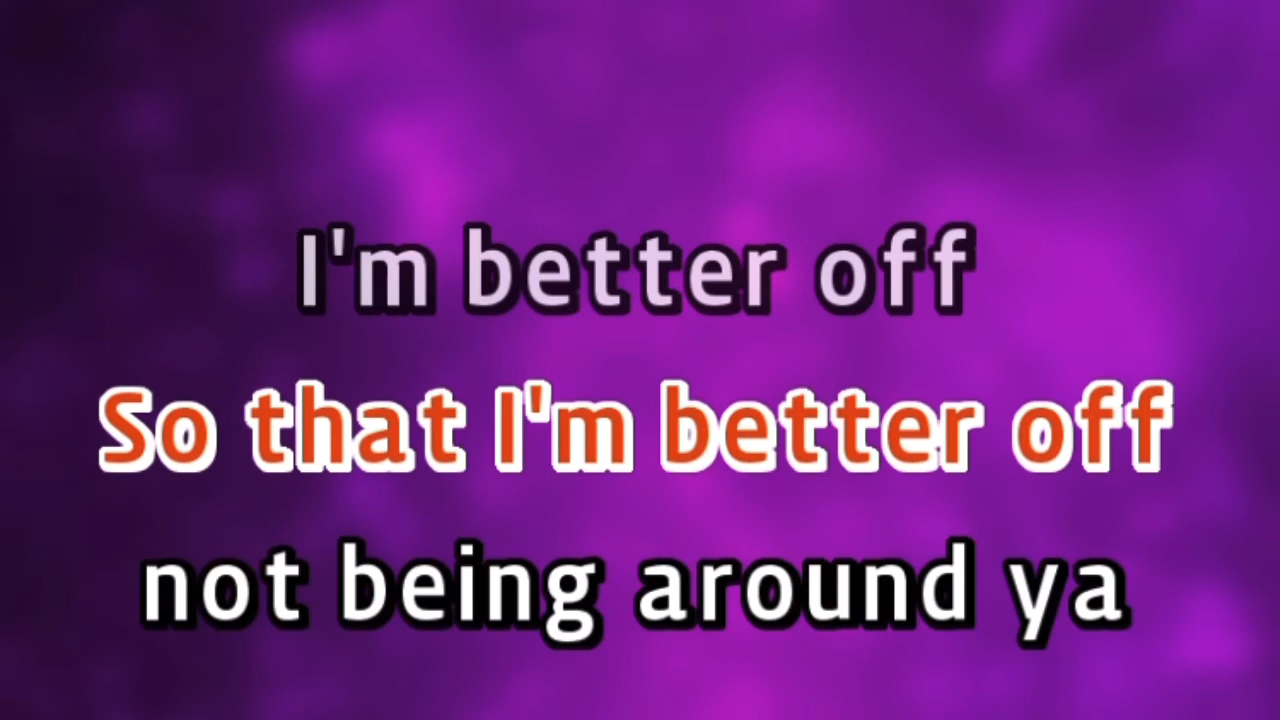 I'm better off
So that I'm better off
not being around ya